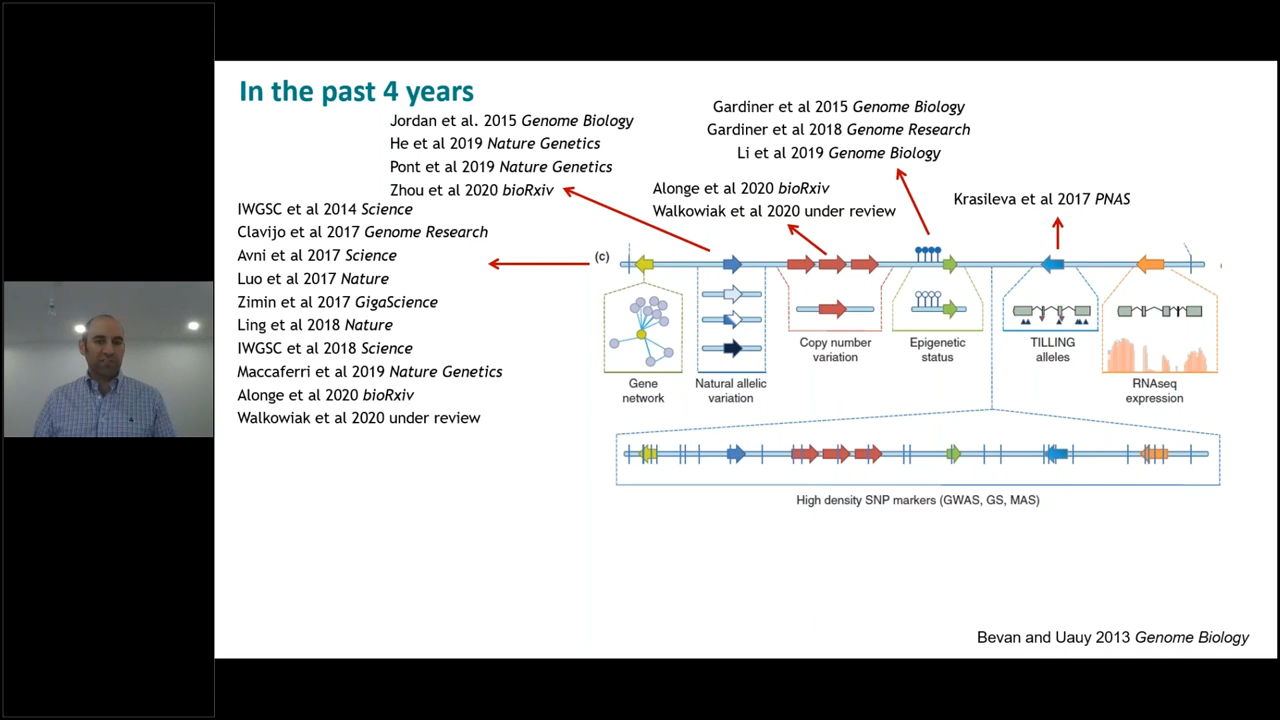 In the past 4 years
Jordan et al. 2015 Genome Biology
He et al 2019 Nature Genetics
Pont et al 2019 Nature Genetics
Zhou et al 2020 bioRxiv
Gardiner et al 2015 Genome Biology
Gardiner et al 2018 Genome Research
Li et al 2019 Genome Biology
Alonge et al 2020 bioRxiv
Walkowiak et al 2020 under review
Krasileva et al 2017 PNAS
IWGSC et al 2014 Science
Clavijo et al 2017 Genome Research
Avni et al 2017 Science
Luo et al 2017 Nature
Zimin et al 2017 GigaScience
Ling et al 2018 Nature
IWGSC et al 2018 Science
Maccaferri et al 2019 Nature Genetics
Alonge et al 2020 bioRxiv
Walkowiak et al 2020 under review
(c)
Gene
network
Natural allelic
variation
Copy number
variation
Epigenetic
status
TILLING
alleles
RNAseq
expression
High density SNP markers (GWAS, GS, MAS)
Bevan and Uauy 2013 Genome Biology